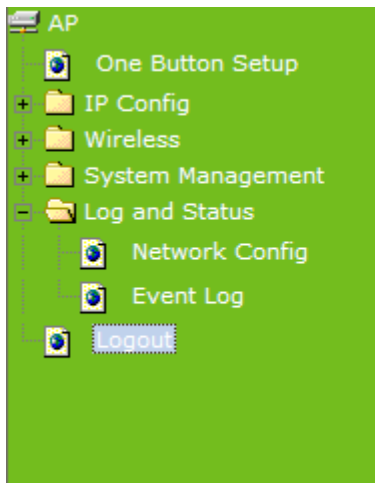 AP
One Button Setup
IP Config
Wireless
System Management
Log and Status
Network Config
Event Log
Logout